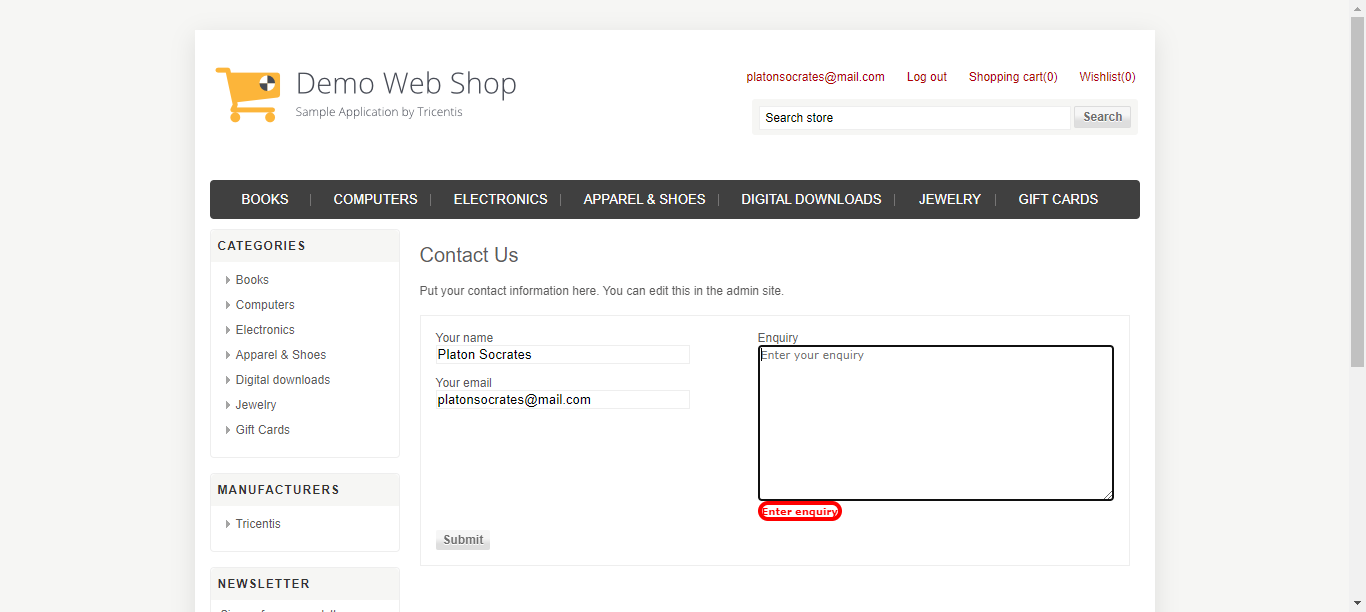 Demo Web Shop
Sample Application by Tricentis
platonsocrates@mail.com Log out Shopping cart(0) Wishlist(0)
Search store Search
BOOKS COMPUTERS ELECTRONICS APPAREL & SHOES DIGITAL DOWNLOADS JEWELRY GIFT CARDS
CATEGORIES
Books
Computers
Electronics
Apparel & Shoes
Digital downloads
Jewelry
Gift Cards
MANUFACTURERS
Tricentis
NEWSLETTER
Contact Us
Put your contact information here. You can edit this in the admin site.
Your name
Platon Socrates
Your email
platonsocrates@mail.com
Enquiry
Enter your enquiry
Enter enquiry
Submit